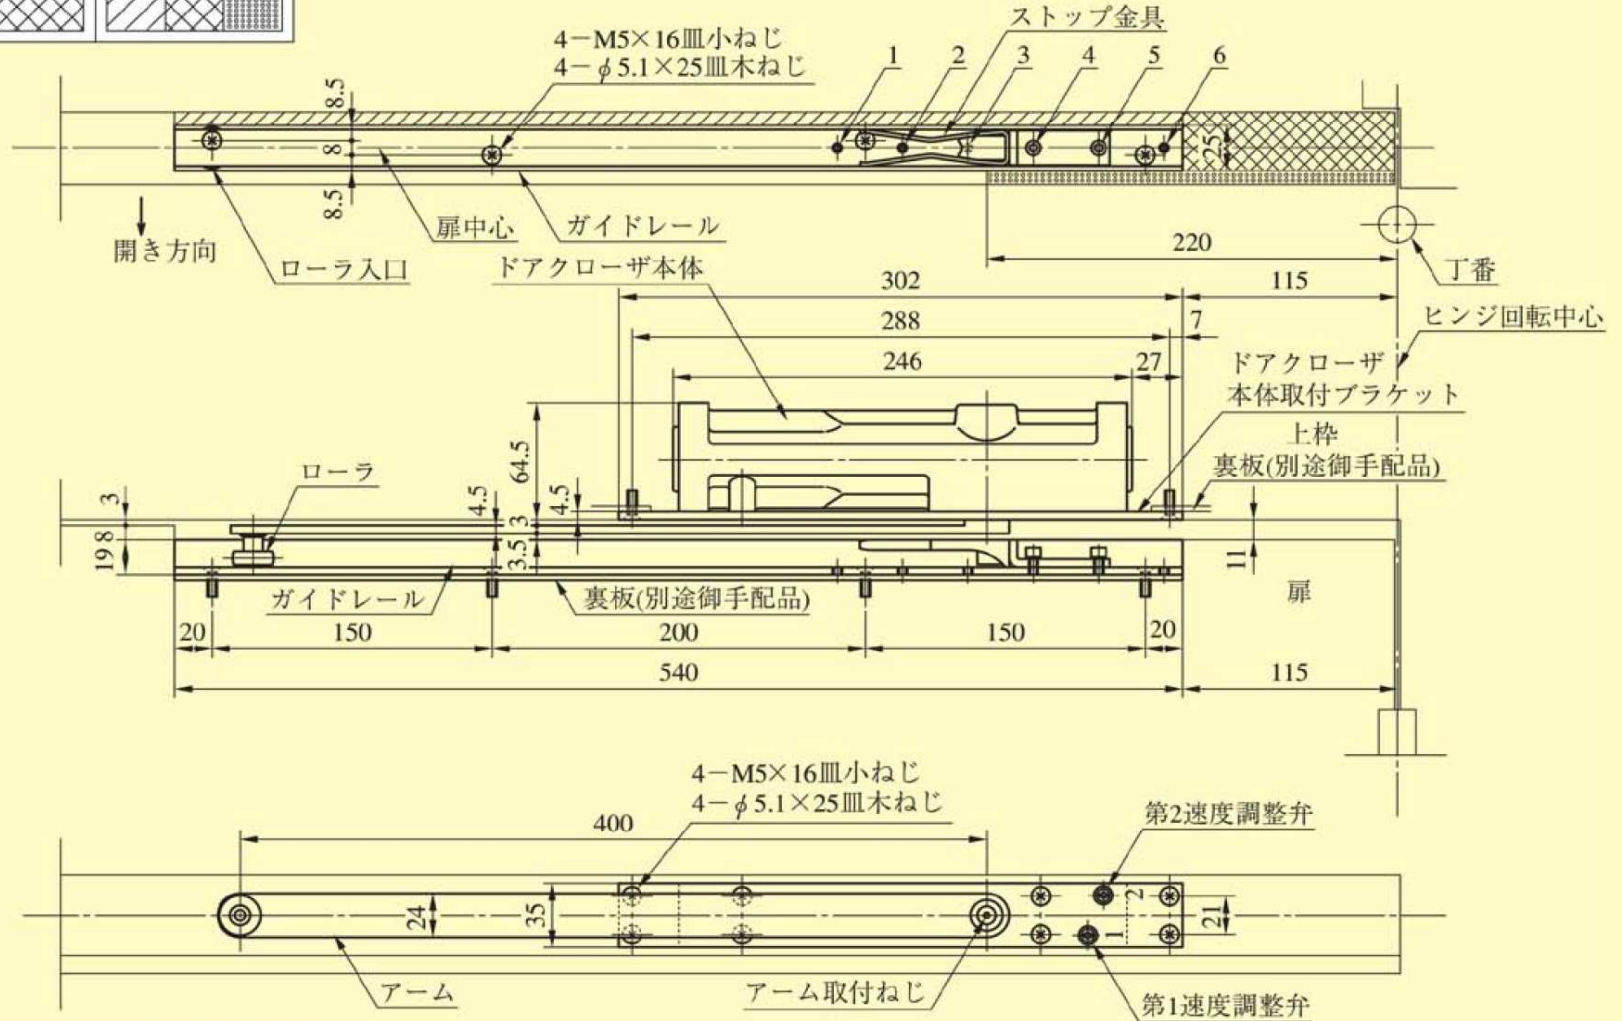 ストップ金具
4－M5×16皿小ねじ
4－φ5.1×25皿木ねじ
1 2 3 4 5 6
8.5
8
8.5
25
開き方向
ローラ入口
扉中心
ガイドレール
220
丁番
ドアクローザ本体
302
115
ヒンジ回転中心
288
7
246
27
ドアクローザ
本体取付ブラケット
上枠
裏板(別途御手配品)
64.5
ローラ
3
4.5
4.5
3
8
19
3.5
11
ガイドレール
裏板(別途御手配品)
扉
20
150
200
150
20
540
115
4－M5×16皿小ねじ
4－φ5.1×25皿木ねじ
400
第2速度調整弁
24
35
2
1
21
アーム
アーム取付ねじ
第1速度調整弁